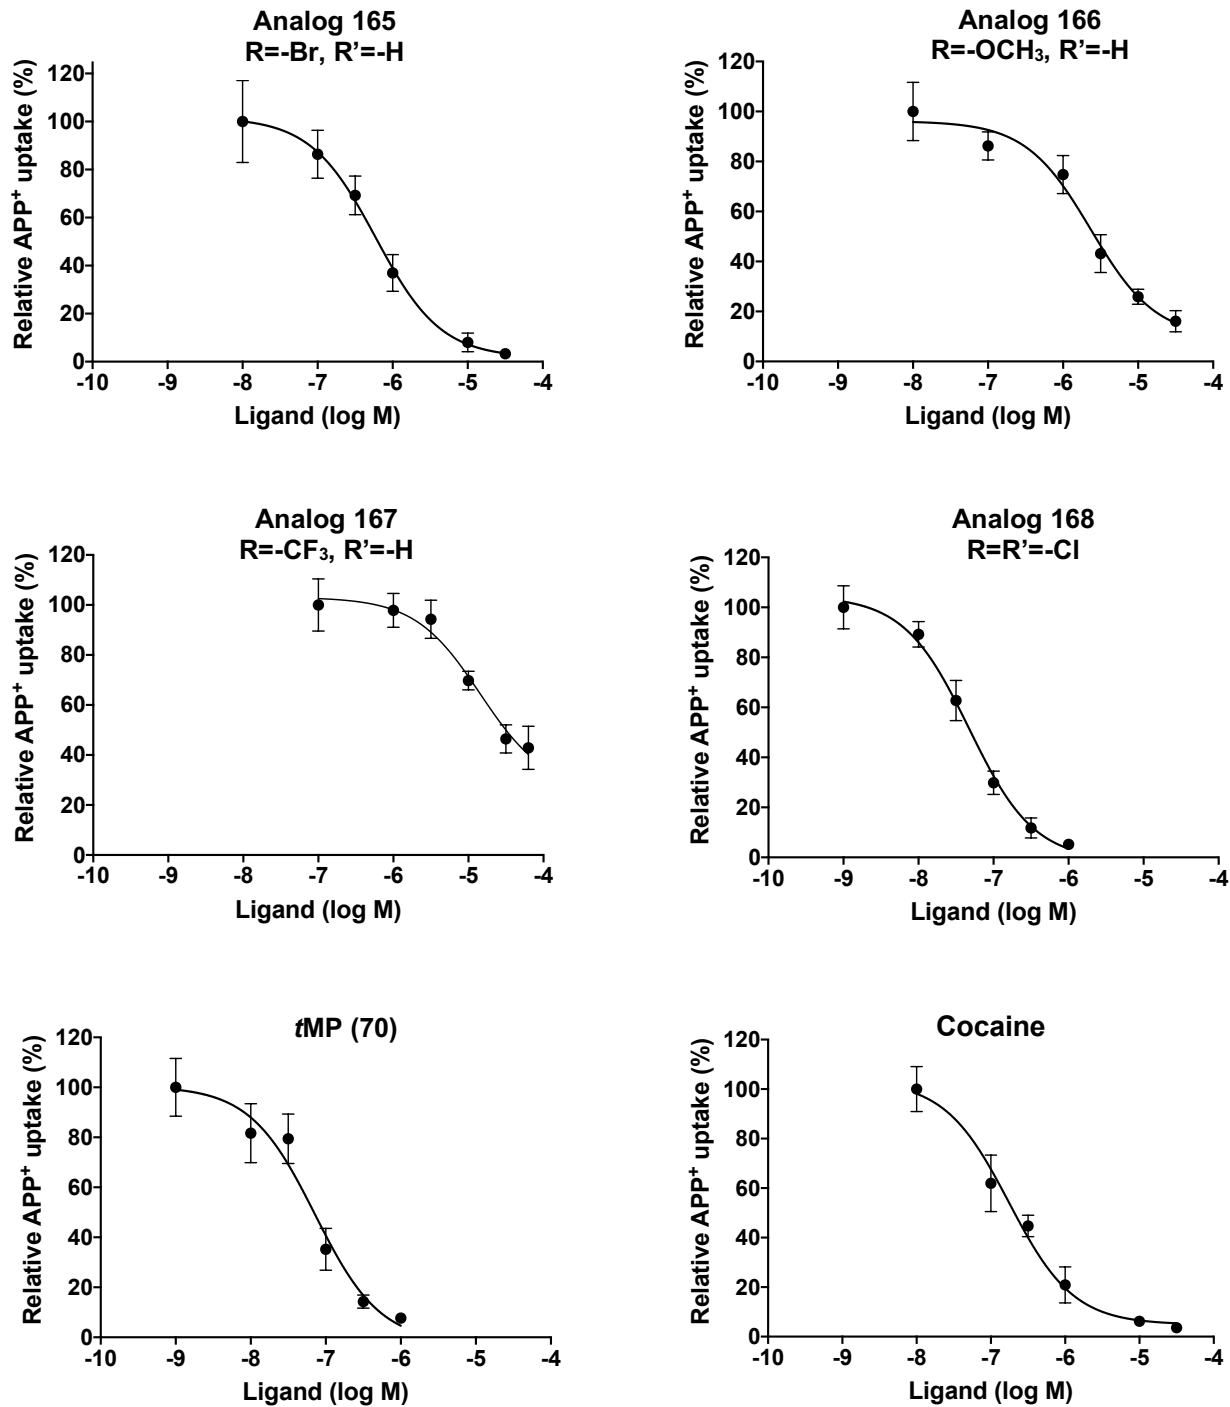 Analog 165
R=-Br, R’=-H
Relative APP⁺ uptake (%)
120
100
80
60
40
20
0
-10 -9 -8 -7 -6 -5 -4
Ligand (log M)
Analog 166
R=-OCH₃, R’=-H
Relative APP⁺ uptake (%)
120
100
80
60
40
20
0
-10 -9 -8 -7 -6 -5 -4
Ligand (log M)
Analog 167
R=-CF₃, R’=-H
Relative APP⁺ uptake (%)
120
100
80
60
40
20
0
-10 -9 -8 -7 -6 -5 -4
Ligand (log M)
Analog 168
R=R’=-Cl
Relative APP⁺ uptake (%)
120
100
80
60
40
20
0
-10 -9 -8 -7 -6 -5 -4
Ligand (log M)
tMP (70)
Relative APP⁺ uptake (%)
120
100
80
60
40
20
0
-10 -9 -8 -7 -6 -5 -4
Ligand (log M)
Cocaine
Relative APP⁺ uptake (%)
120
100
80
60
40
20
0
-10 -9 -8 -7 -6 -5 -4
Ligand (log M)